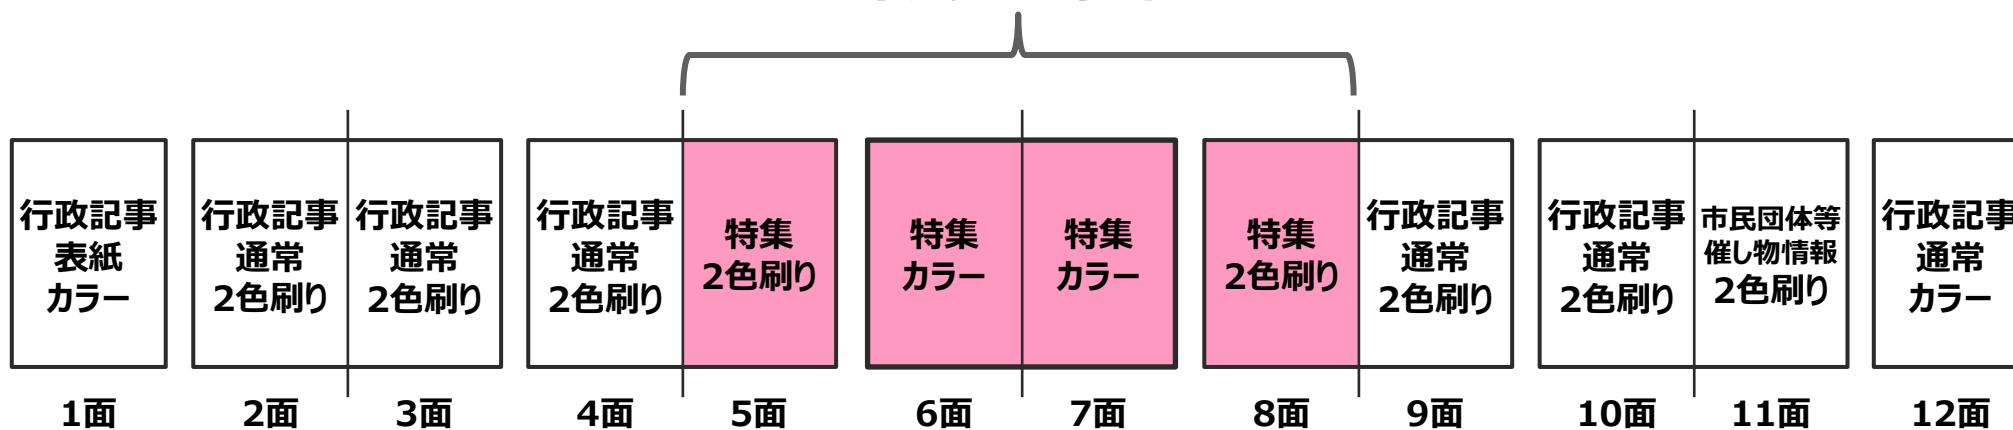 行政記事
表紙
カラー
1面
行政記事
通常
2色刷り
2面
行政記事
通常
2色刷り
3面
行政記事
通常
2色刷り
4面
特集
2色刷り
5面
特集
カラー
6面
特集
カラー
7面
特集
2色刷り
8面
行政記事
通常
2色刷り
9面
行政記事
通常
2色刷り
10面
市民団体等
催し物情報
2色刷り
11面
行政記事
通常
カラー
12面